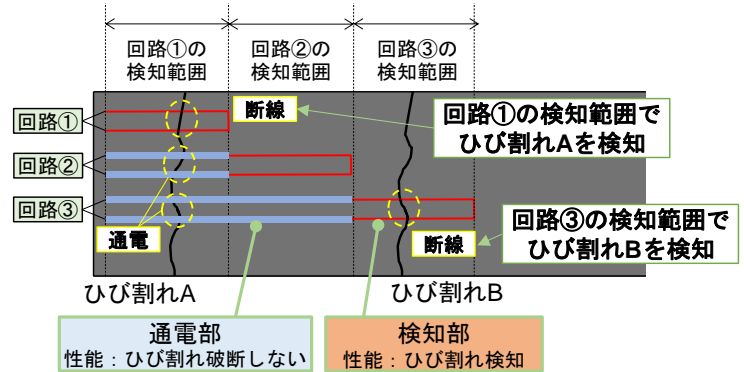 回路①の
検知範囲
回路②の
検知範囲
回路③の
検知範囲
断線
回路①
回路①の検知範囲で
ひび割れAを検知
回路②
回路③
通電
断線
回路③の検知範囲で
ひび割れBを検知
ひび割れA
ひび割れB
通電部
性能：ひび割れ破断しない
検知部
性能：ひび割れ検知